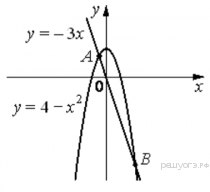 y
y = −3x
A
0
x
y = 4 − x²
B
решуогэ.рф